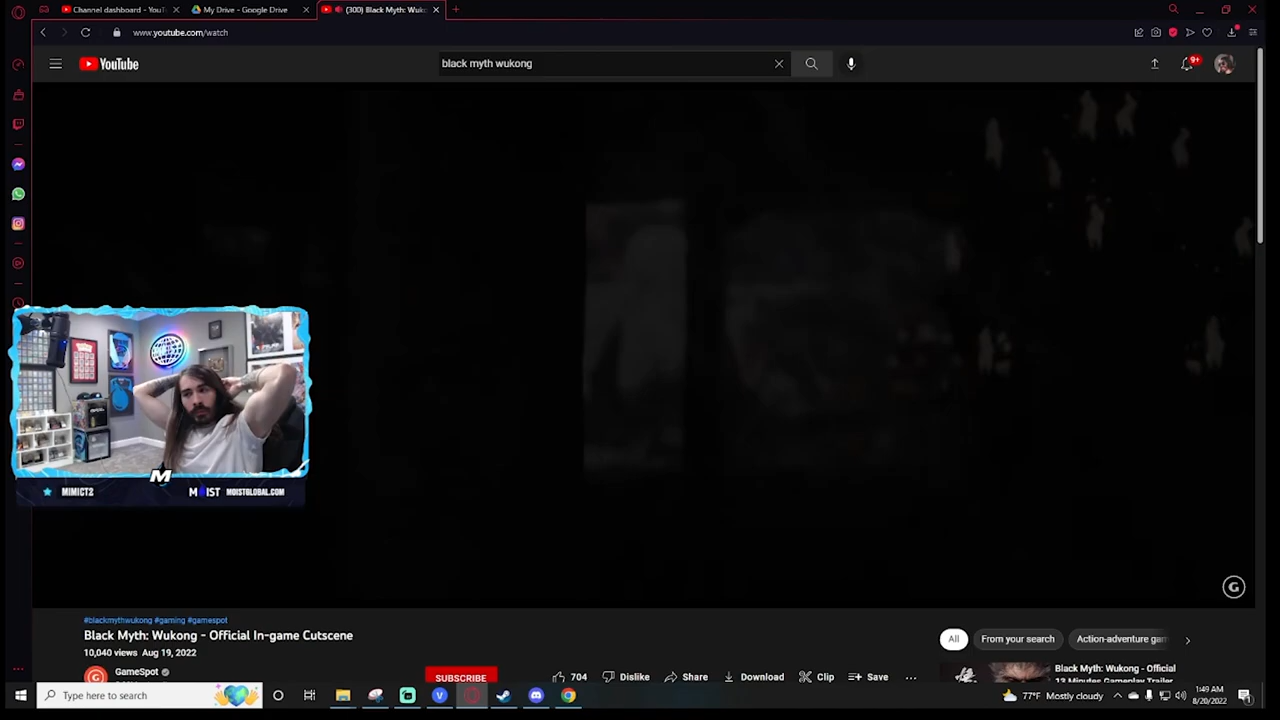 Channel dashboard - YouT
My Drive - Google Drive
(300) Black Myth: Wuko
www.youtube.com/watch
YouTube
black myth wukong
9+
MIMICT2
MOIST
MOISTGLOBAL.COM
G
#blackmythwukong #gaming #gamespot
Black Myth: Wukong - Official In-game Cutscene
10,040 views Aug 19, 2022
GameSpot
SUBSCRIBE
704
Dislike
Share
Download
Clip
Save
All
From your search
Action-adventure gam
Black Myth: Wukong - Official
13 Minutes Gameplay Trailer
Type here to search
77°F Mostly cloudy
1:49 AM
8/20/2022